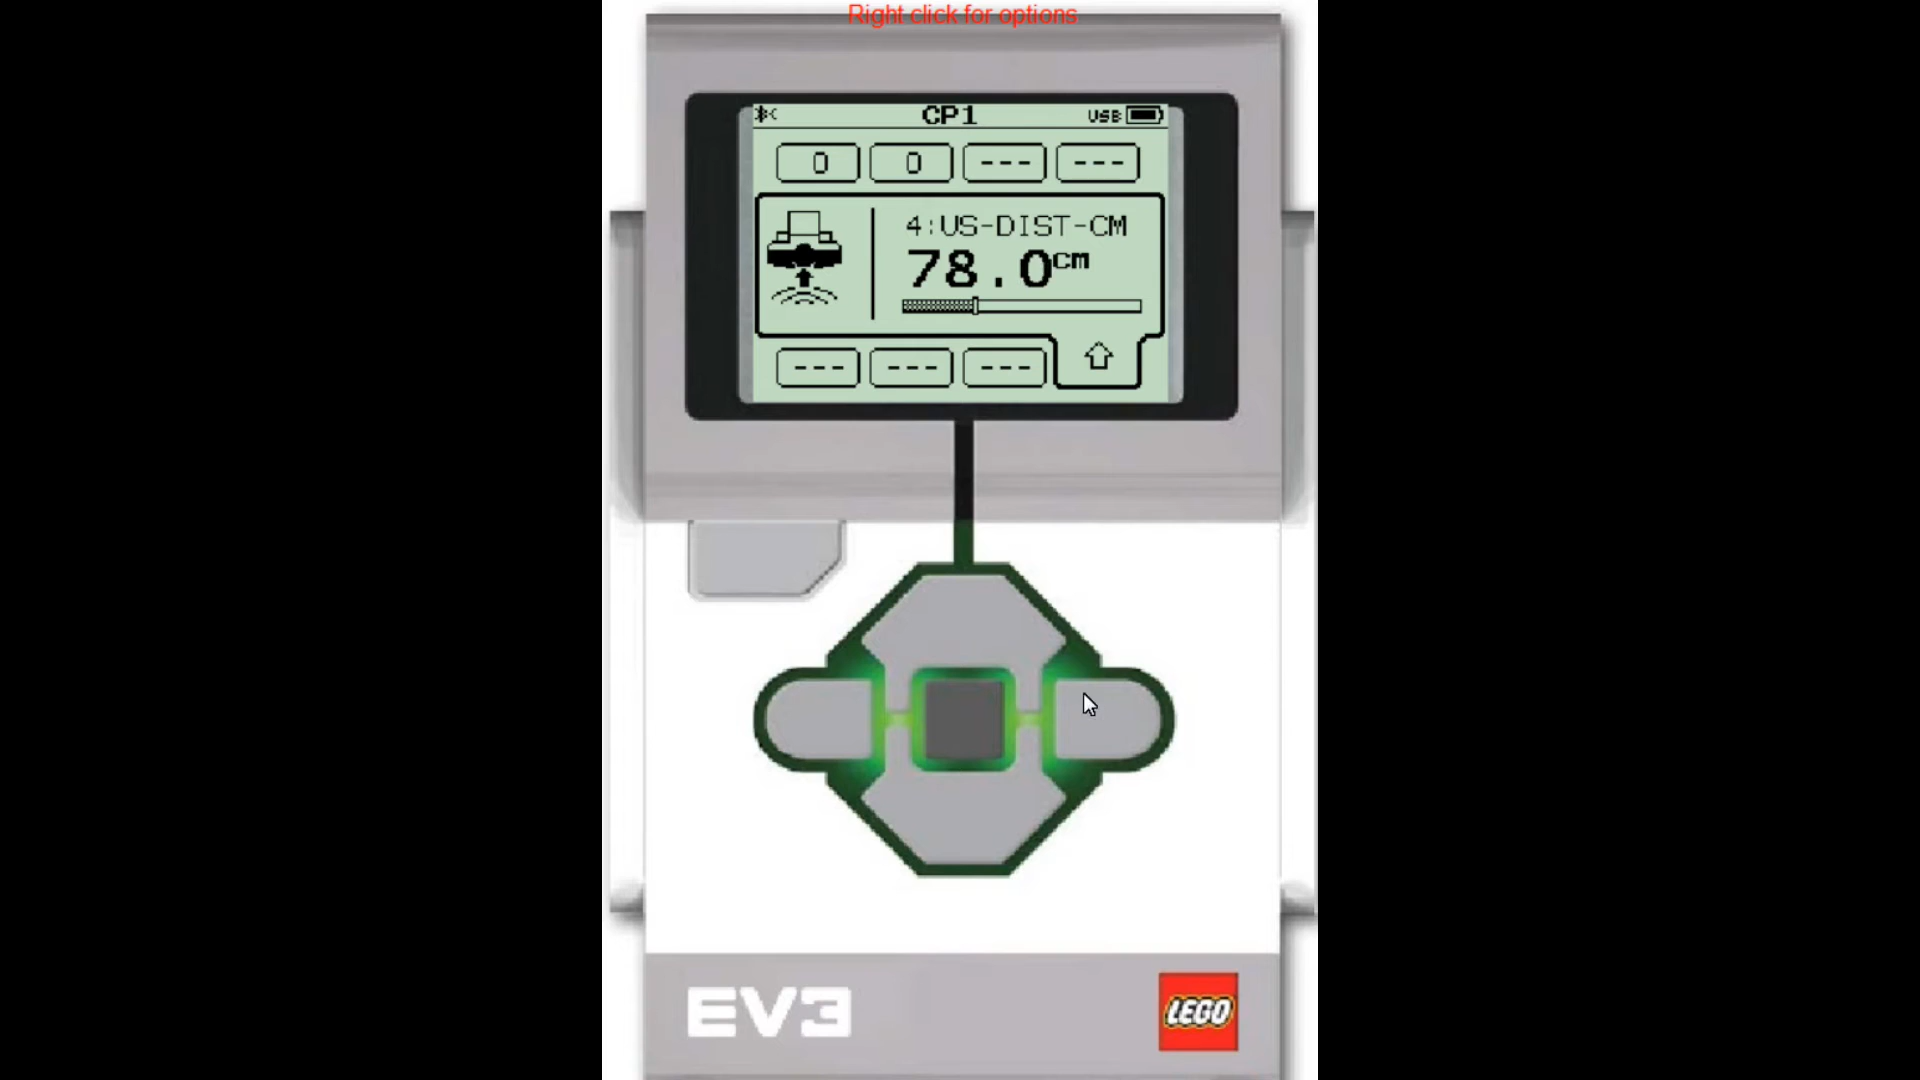 Right click for options
CP1
USB
0 0 --- ---
4:US-DIST-CM
78.0cm
--- --- ---
EV3
LEGO